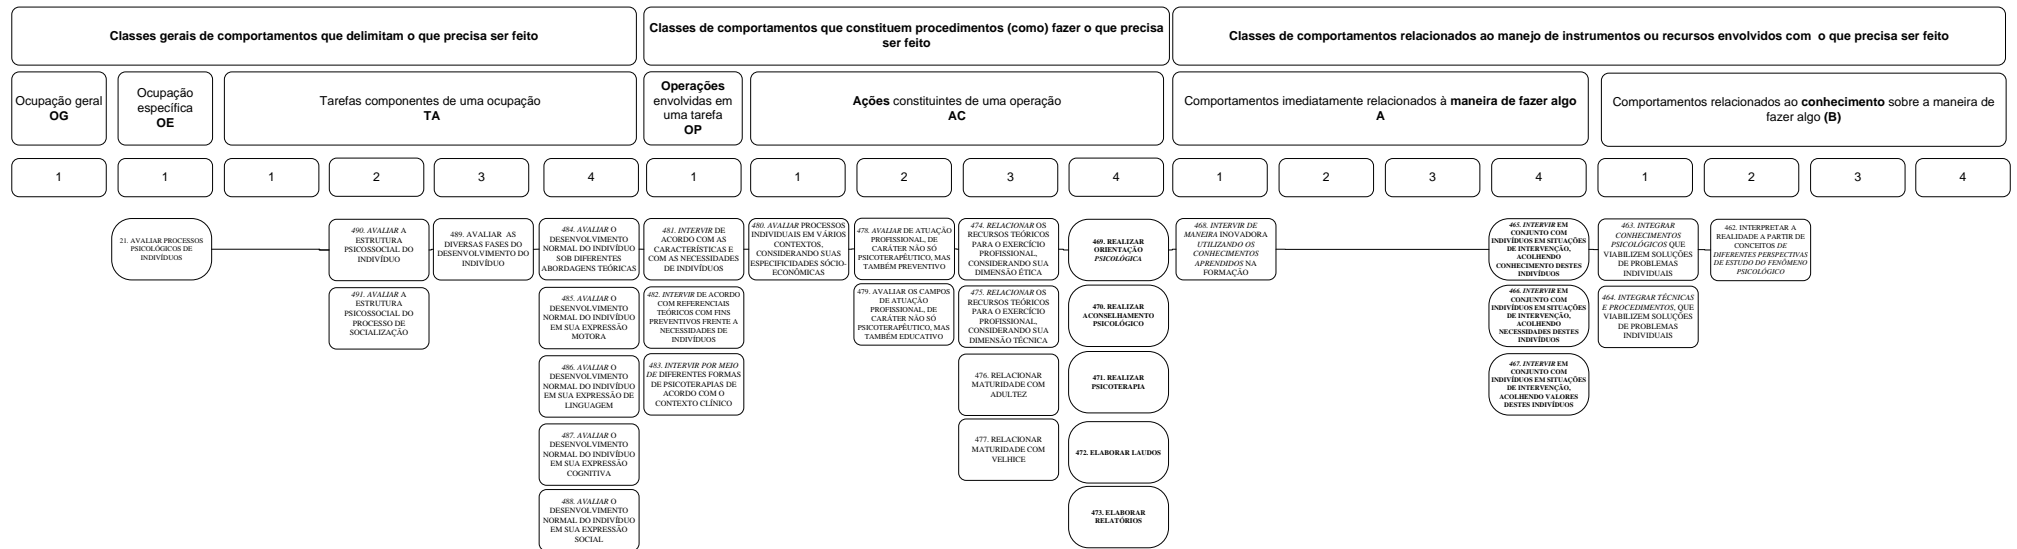 Classes gerais de comportamentos que delimitam o que precisa ser feito
Classes de comportamentos que constituem procedimentos (como) fazer o que precisa
ser feito
Classes de comportamentos relacionados ao manejo de instrumentos ou recursos envolvidos com o que precisa ser feito
Ocupação geral
OG
Ocupação
específica
OE
Tarefas componentes de uma ocupação
TA
Operações
envolvidas em
uma tarefa
OP
Ações constituintes de uma operação
AC
Comportamentos imediatamente relacionados à maneira de fazer algo
A
Comportamentos relacionados ao conhecimento sobre a maneira de
fazer algo (B)
1
1
1
2
3
4
1
1
2
3
4
1
2
3
4
1
2
3
4
21. AVALIAR PROCESSOS
PSICOLÓGICOS DE
INDIVÍDUOS
490. AVALIAR A
ESTRUTURA
PSICOSSOCIAL DO
INDIVÍDUO
491. AVALIAR A
ESTRUTURA
PSICOSSOCIAL DO
PROCESSO DE
SOCIALIZAÇÃO
489. AVALIAR AS
DIVERSAS FASES DO
DESENVOLVIMENTO DO
INDIVÍDUO
484. AVALIAR O
DESENVOLVIMENTO
NORMAL DO INDIVÍDUO
SOB DIFERENTES
ABORDAGENS TEÓRICAS
485. AVALIAR O
DESENVOLVIMENTO
NORMAL DO INDIVÍDUO
EM SUA EXPRESSÃO
MOTORA
486. AVALIAR O
DESENVOLVIMENTO
NORMAL DO INDIVÍDUO
EM SUA EXPRESSÃO DE
LINGUAGEM
487. AVALIAR O
DESENVOLVIMENTO
NORMAL DO INDIVÍDUO
EM SUA EXPRESSÃO
COGNITIVA
488. AVALIAR O
DESENVOLVIMENTO
NORMAL DO INDIVÍDUO
EM SUA EXPRESSÃO
SOCIAL
481. INTERVIR DE
ACORDO COM AS
CARACTERÍSTICAS E
COM AS NECESSIDADES
DE INDIVÍDUOS
482. INTERVIR DE ACORDO
COM REFERENCIAIS
TEÓRICOS COM FINS
PREVENTIVOS FRENTE A
NECESSIDADES DE
INDIVÍDUOS
483. INTERVIR POR MEIO
DE DIFERENTES FORMAS
DE PSICOTERAPIAS DE
ACORDO COM O
CONTEXTO CLÍNICO
480. AVALIAR PROCESSOS
INDIVIDUAIS EM VÁRIOS
CONTEXTOS,
CONSIDERANDO SUAS
ESPECIFICIDADES SÓCIO-
ECONÔMICAS
478. AVALIAR DE ATUAÇÃO
PROFISSIONAL, DE
CARÁTER NÃO SÓ
PSICOTERAPÊUTICO, MAS
TAMBÉM PREVENTIVO
479. AVALIAR OS CAMPOS
DE ATUAÇÃO
PROFISSIONAL, DE
CARÁTER NÃO SÓ
PSICOTERAPÊUTICO, MAS
TAMBÉM EDUCATIVO
474. RELACIONAR OS
RECURSOS TEÓRICOS
PARA O EXERCÍCIO
PROFISSIONAL,
CONSIDERANDO SUA
DIMENSÃO ÉTICA
475. RELACIONAR OS
RECURSOS TEÓRICOS
PARA O EXERCÍCIO
PROFISSIONAL,
CONSIDERANDO SUA
DIMENSÃO TÉCNICA
476. RELACIONAR
MATURIDADE COM
ADULTEZ
477. RELACIONAR
MATURIDADE COM
VELHICE
469. REALIZAR
ORIENTAÇÃO
PSICOLÓGICA
470. REALIZAR
ACONSELHAMENTO
PSICOLÓGICO
471. REALIZAR
PSICOTERAPIA
472. ELABORAR LAUDOS
473. ELABORAR
RELATÓRIOS
468. INTERVIR DE
MANEIRA INOVADORA
UTILIZANDO OS
CONHECIMENTOS
APRENDIDOS NA
FORMAÇÃO
465. INTERVIR EM
CONJUNTO COM
INDIVÍDUOS EM SITUAÇÕES
DE INTERVENÇÃO,
ACOLHENDO
CONHECIMENTO DESTES
INDIVÍDUOS
466. INTERVIR EM
CONJUNTO COM
INDIVÍDUOS EM SITUAÇÕES
DE INTERVENÇÃO,
ACOLHENDO
NECESSIDADES DESTES
INDIVÍDUOS
467. INTERVIR EM
CONJUNTO COM
INDIVÍDUOS EM SITUAÇÕES
DE INTERVENÇÃO,
ACOLHENDO VALORES
DESTES INDIVÍDUOS
463. INTEGRAR
CONHECIMENTOS
PSICOLÓGICOS QUE
VIABILIZEM SOLUÇÕES
DE PROBLEMAS
INDIVIDUAIS
464. INTEGRAR TÉCNICAS
E PROCEDIMENTOS, QUE
VIABILIZEM SOLUÇÕES
DE PROBLEMAS
INDIVIDUAIS
462. INTERPRETAR A
REALIDADE A PARTIR DE
CONCEITOS DE
DIFERENTES PERSPECTIVAS
DE ESTUDO DO FENÔMENO
PSICOLÓGICO